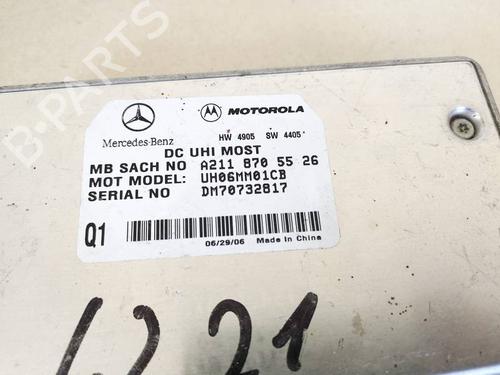 MOTOROLA
Mercedes-Benz
HW 4905 SW 4405
DC UHI MOST
MB SACH NO A211 870 55 26
MOT MODEL: UH06MM01CB
SERIAL NO DM70732817
Q1
06/29/06 Made in China
B-PARTS